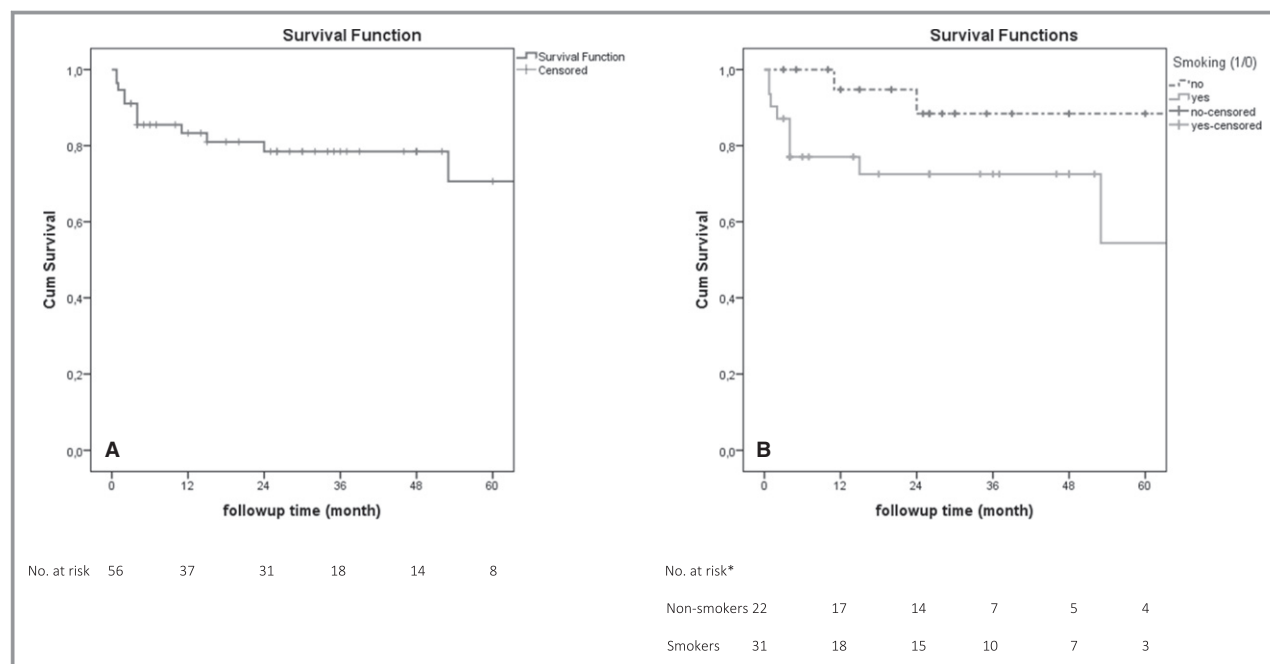 Survival Function
Survival Function
Censored
1,0
0,8
0,6
0,4
0,2
0,0
Cum Survival
A
0 12 24 36 48 60
followup time (month)
No. at risk 56 37 31 18 14 8
Survival Functions
Smoking (1/0)
no
yes
no-censored
yes-censored
1,0
0,8
0,6
0,4
0,2
0,0
Cum Survival
B
0 12 24 36 48 60
followup time (month)
No. at risk*
Non-smokers 22 17 14 7 5 4
Smokers 31 18 15 10 7 3